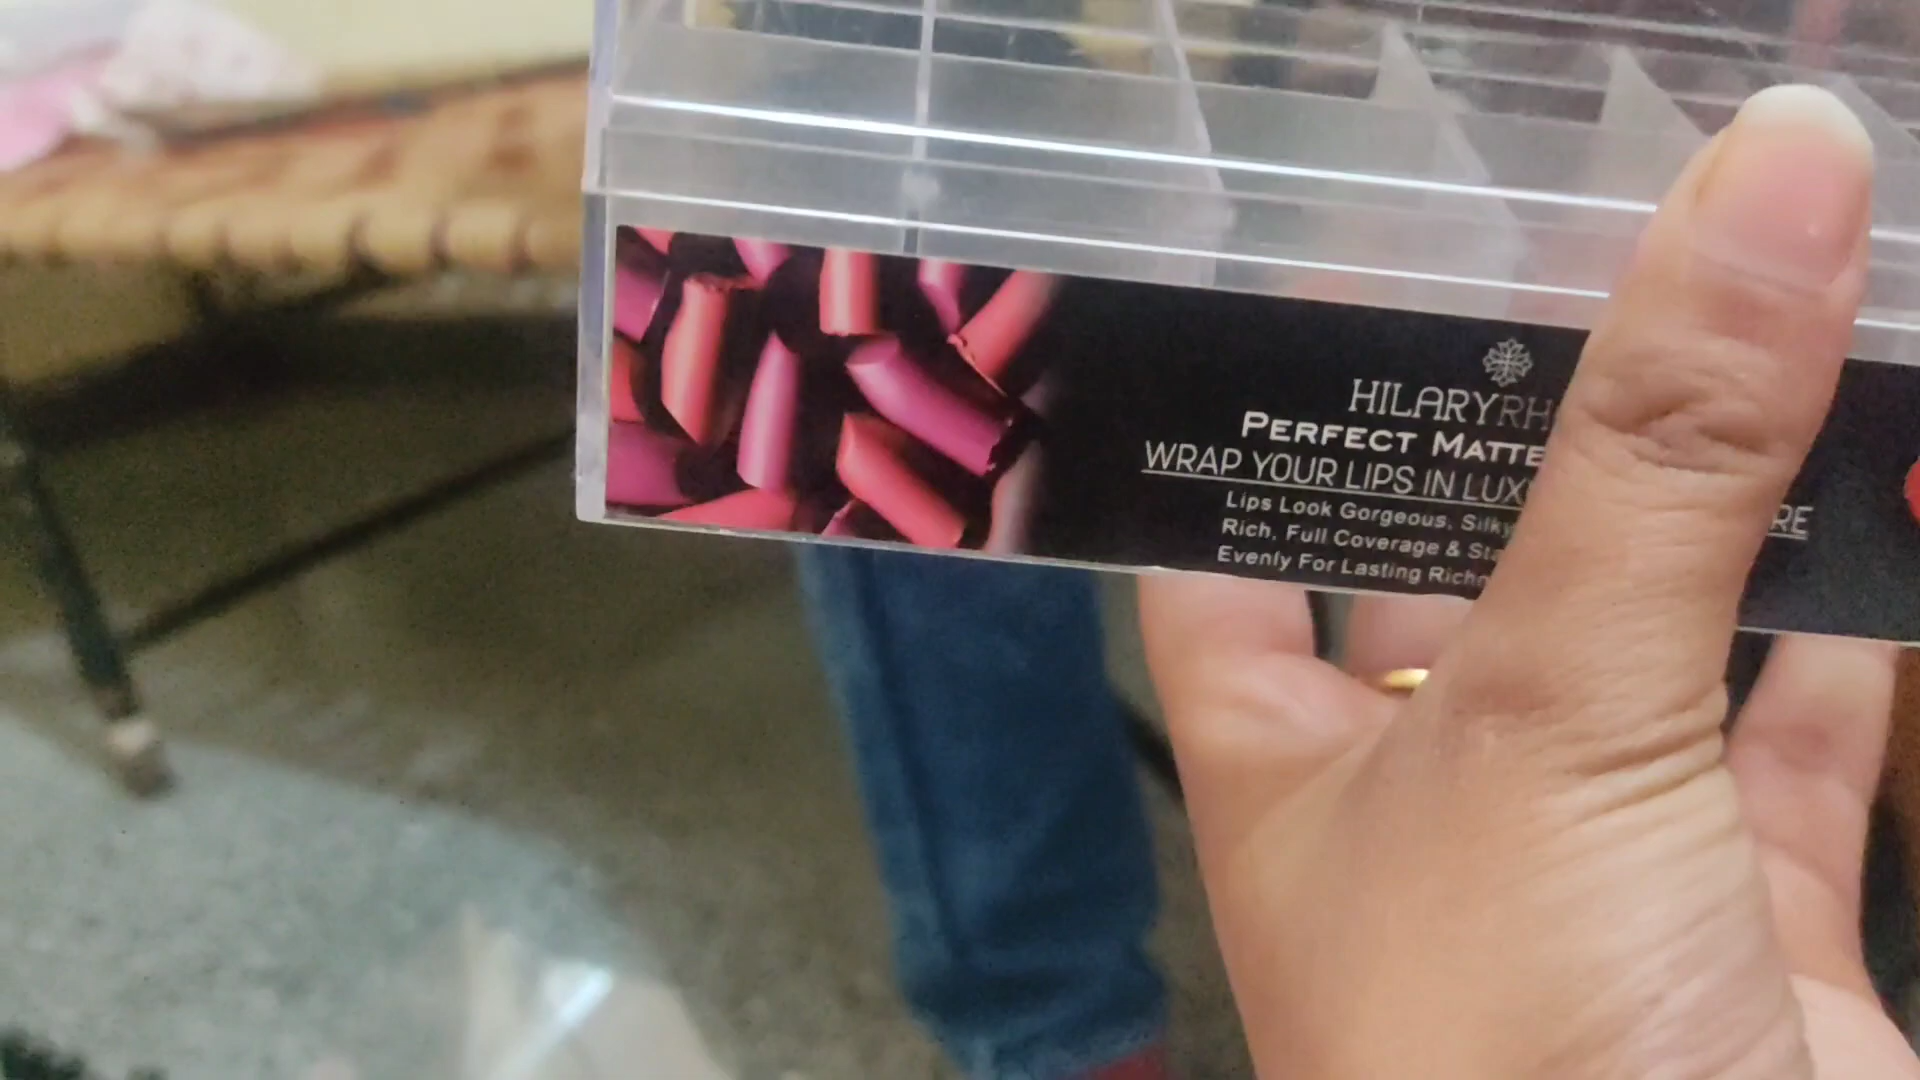 HILARYRH
PERFECT MATTE
WRAP YOUR LIPS IN LUX RE
Lips Look Gorgeous, Silky
Rich, Full Coverage & Sta
Evenly For Lasting Richn